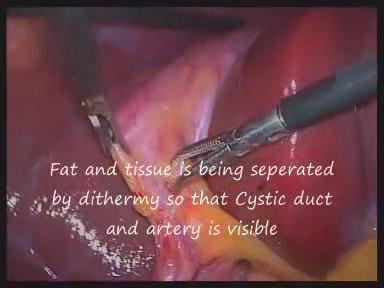 Fat and tissue is being seperated
by dithermy so that Cystic duct
and artery is visible